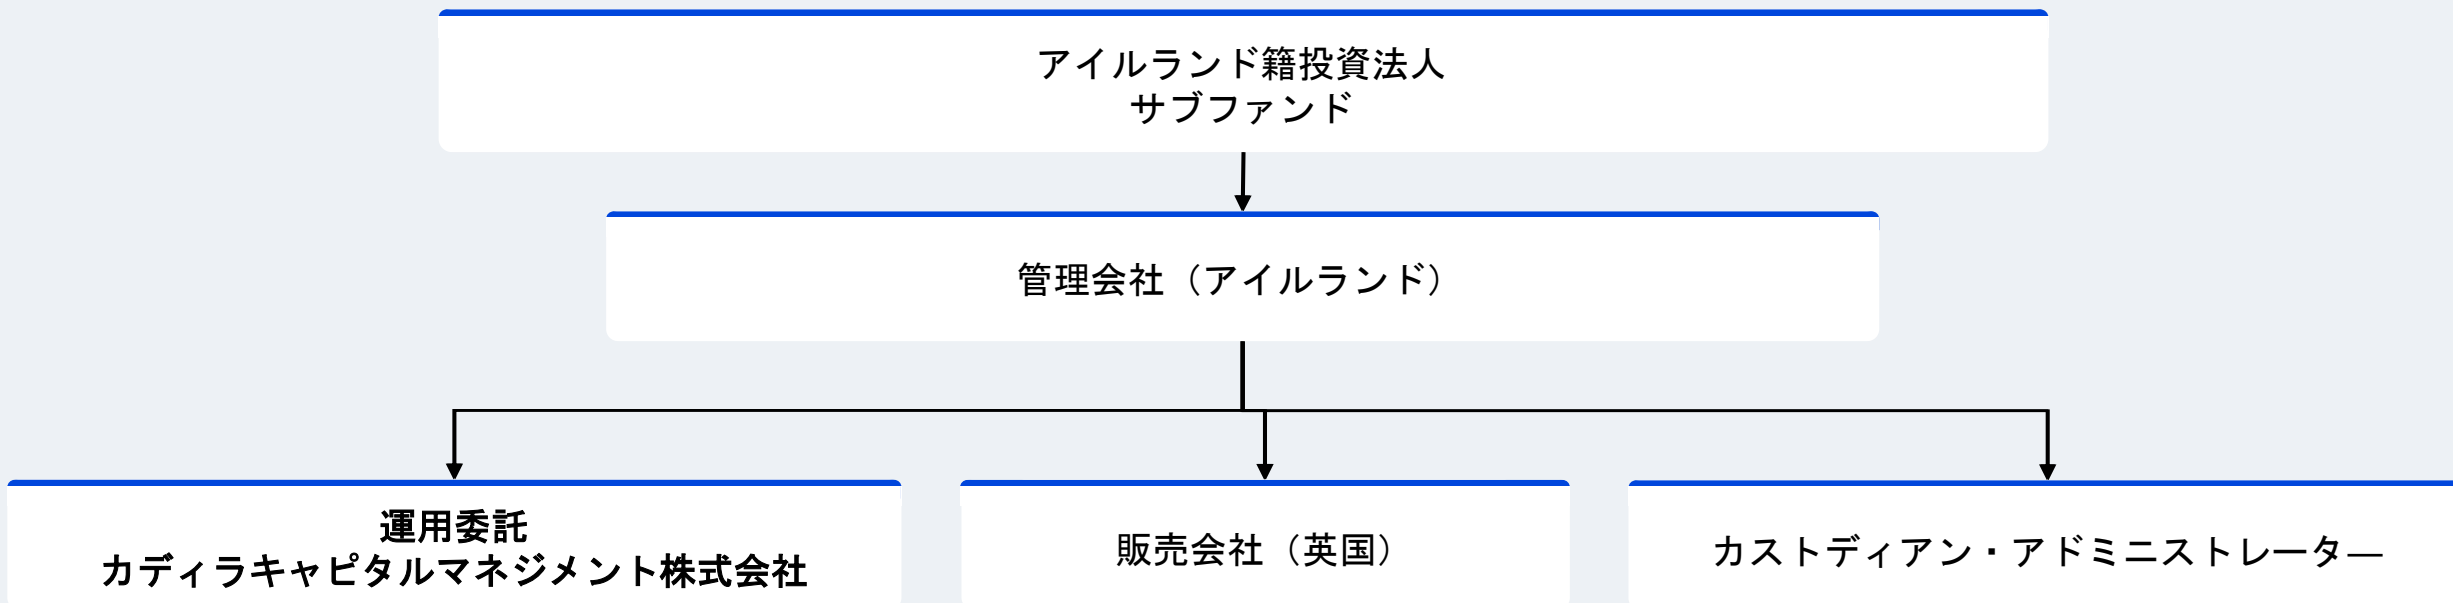 アイルランド籍投資法人
サブファンド
管理会社（アイルランド）
運用委託
カディラキャピタルマネジメント株式会社
販売会社（英国）
カストディアン・アドミニストレーター